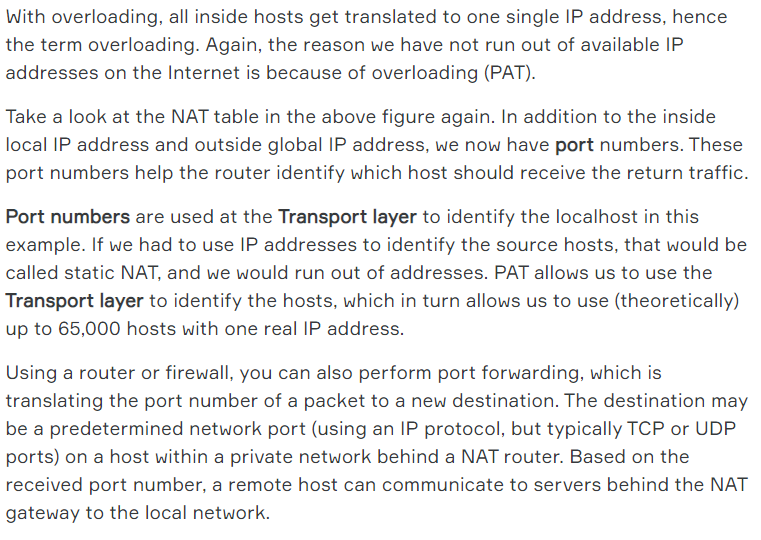 With overloading, all inside hosts get translated to one single IP address, hence
the term overloading. Again, the reason we have not run out of available IP
addresses on the Internet is because of overloading (PAT).
Take a look at the NAT table in the above figure again. In addition to the inside
local IP address and outside global IP address, we now have port numbers. These
port numbers help the router identify which host should receive the return traffic.
Port numbers are used at the Transport layer to identify the localhost in this
example. If we had to use IP addresses to identify the source hosts, that would be
called static NAT, and we would run out of addresses. PAT allows us to use the
Transport layer to identify the hosts, which in turn allows us to use (theoretically)
up to 65,000 hosts with one real IP address.
Using a router or firewall, you can also perform port forwarding, which is
translating the port number of a packet to a new destination. The destination may
be a predetermined network port (using an IP protocol, but typically TCP or UDP
ports) on a host within a private network behind a NAT router. Based on the
received port number, a remote host can communicate to servers behind the NAT
gateway to the local network.